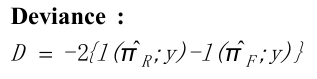 Deviance :
D = -2{l(π̂_R;y)-l(π̂_F;y)}